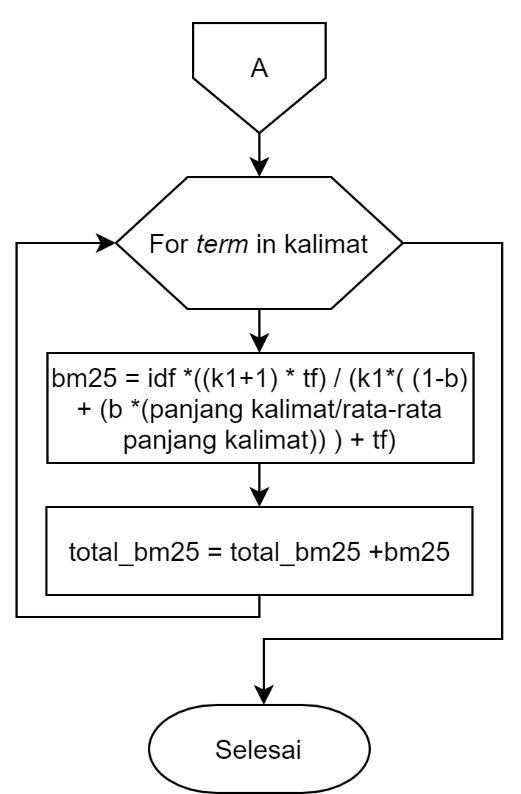 A
For term in kalimat
bm25 = idf *((k1+1) * tf) / (k1*( (1-b)
+ (b *(panjang kalimat/rata-rata
panjang kalimat)) ) + tf)
total_bm25 = total_bm25 +bm25
Selesai